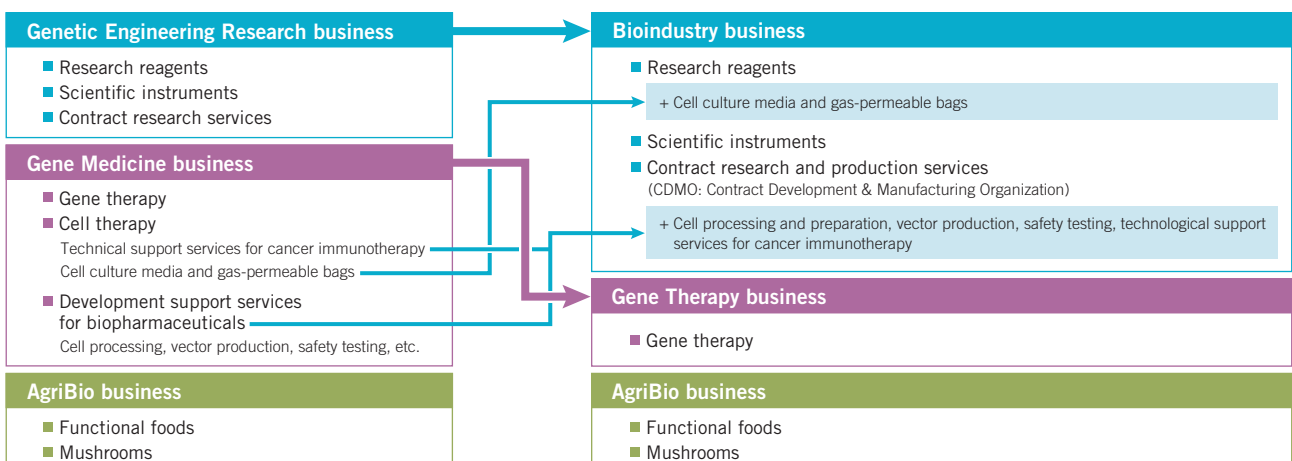 Genetic Engineering Research business
Research reagents
Scientific instruments
Contract research services
Gene Medicine business
Gene therapy
Cell therapy
Technical support services for cancer immunotherapy
Cell culture media and gas-permeable bags
Development support services
for biopharmaceuticals
Cell processing, vector production, safety testing, etc.
AgriBio business
Functional foods
Mushrooms
Bioindustry business
Research reagents
+ Cell culture media and gas-permeable bags
Scientific instruments
Contract research and production services
(CDMO: Contract Development & Manufacturing Organization)
+ Cell processing and preparation, vector production, safety testing, technological support
services for cancer immunotherapy
Gene Therapy business
Gene therapy
AgriBio business
Functional foods
Mushrooms